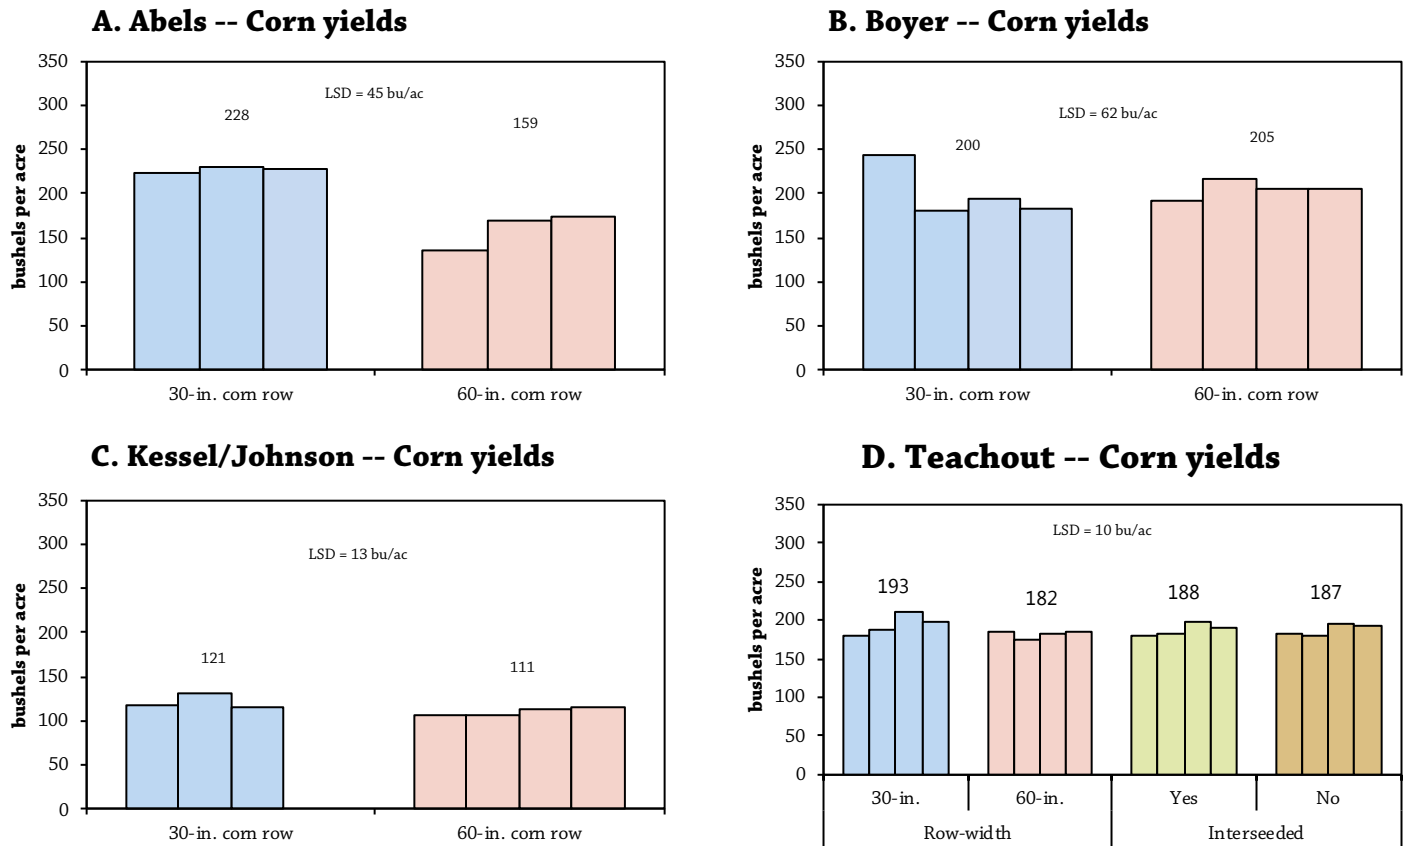 A. Abels -- Corn yields
350
300
250
200
150
100
50
0
bushels per acre
LSD = 45 bu/ac
228
159
30-in. corn row
60-in. corn row
B. Boyer -- Corn yields
350
300
250
200
150
100
50
0
bushels per acre
LSD = 62 bu/ac
200
205
30-in. corn row
60-in. corn row
C. Kessel/Johnson -- Corn yields
350
300
250
200
150
100
50
0
bushels per acre
LSD = 13 bu/ac
121
111
30-in. corn row
60-in. corn row
D. Teachout -- Corn yields
350
300
250
200
150
100
50
0
bushels per acre
LSD = 10 bu/ac
193
182
188
187
30-in.
60-in.
Yes
No
Row-width
Interseeded